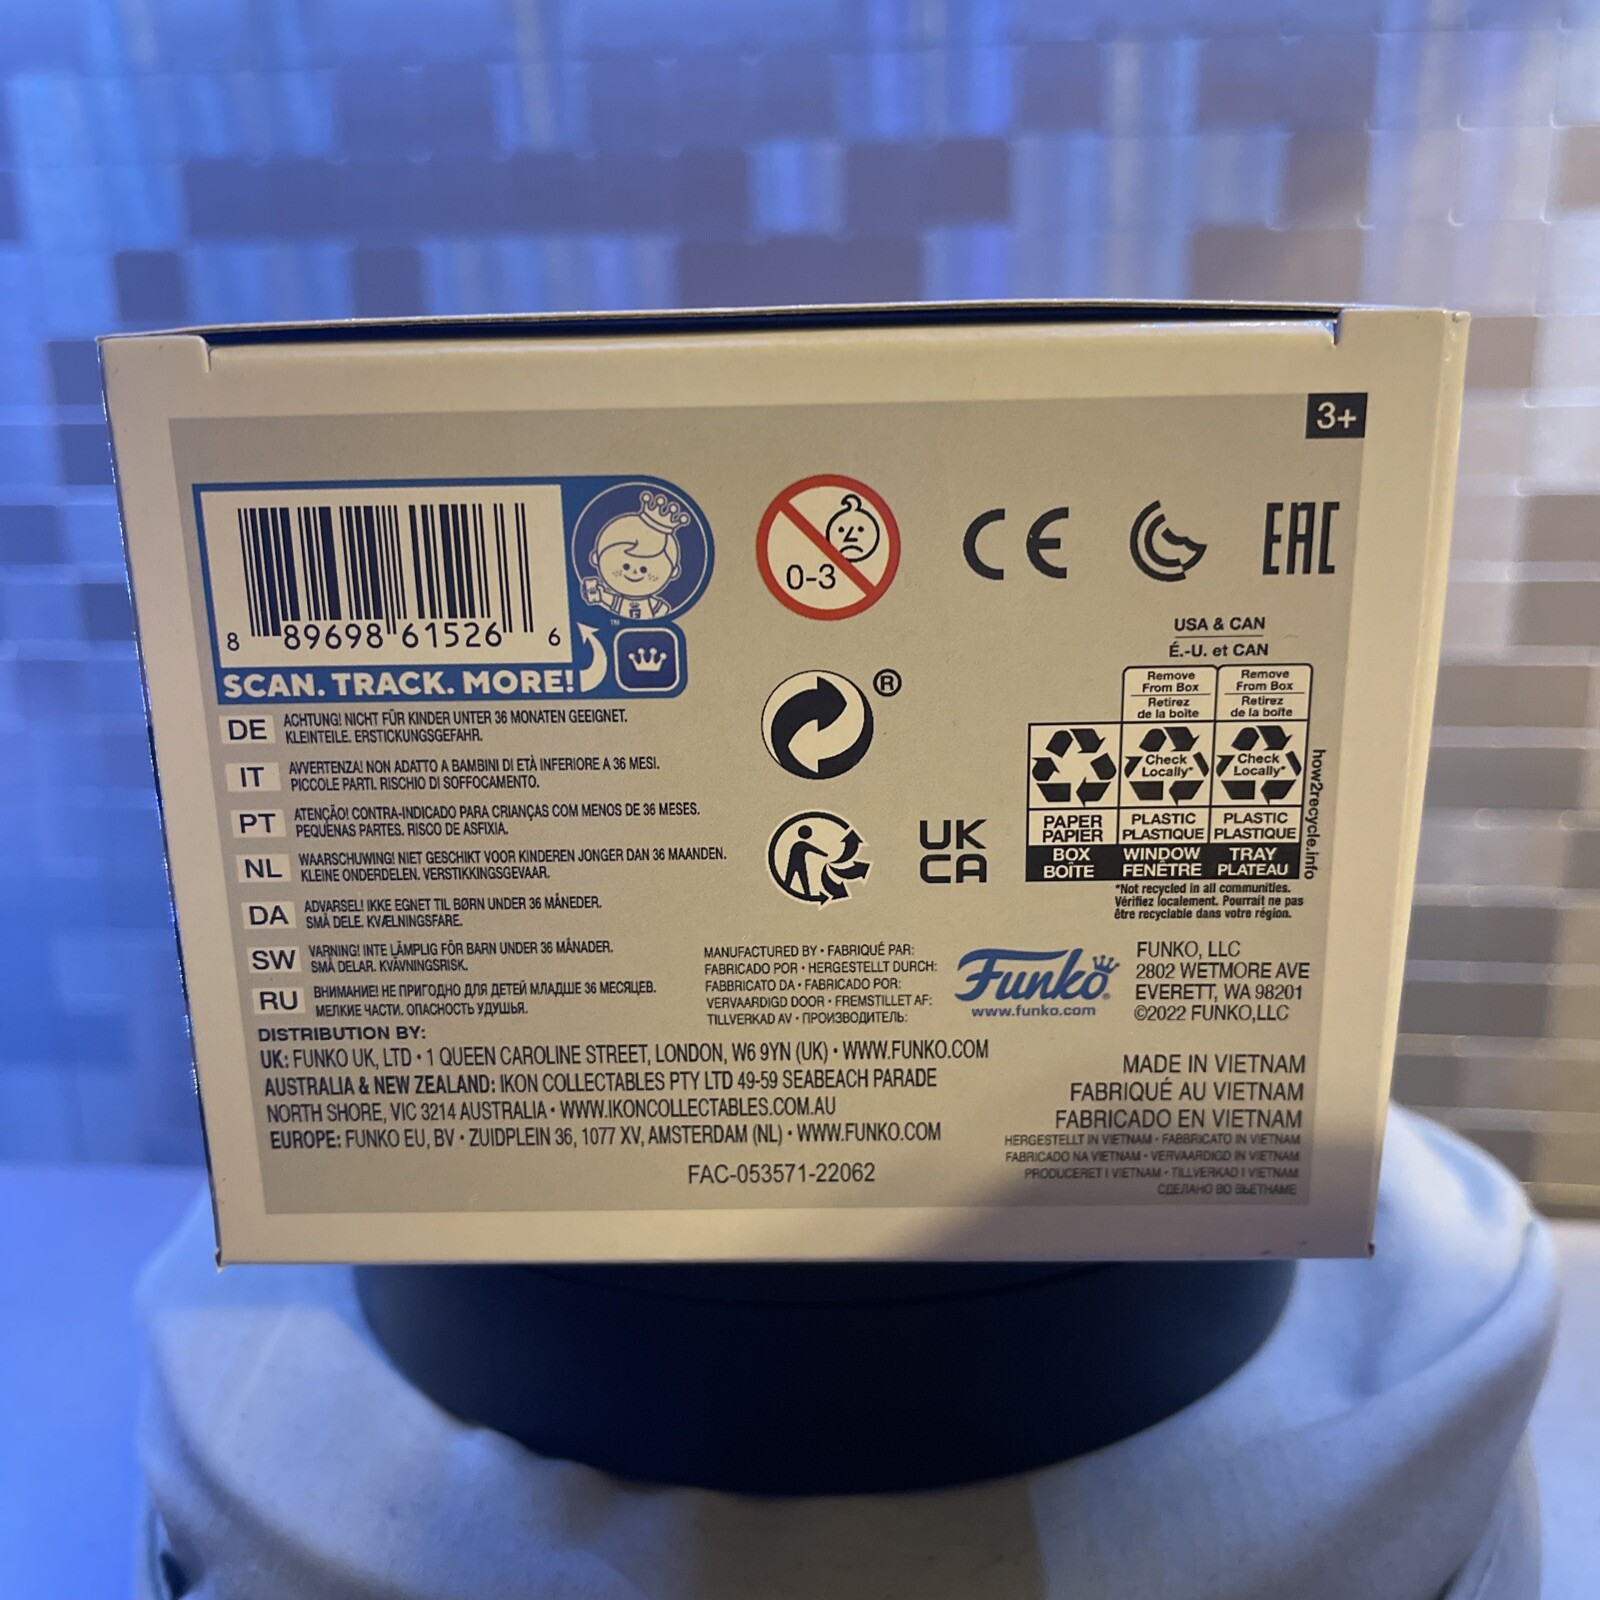 3+
8 89698 61526 6
SCAN. TRACK. MORE!
™
0-3
CE
EAC
®
UK
CA
USA & CAN
É.-U. et CAN
Remove From Box
Retirez de la boîte
Remove From Box
Retirez de la boîte
Check Locally*
Check Locally*
PAPER PAPIER
PLASTIC PLASTIQUE
PLASTIC PLASTIQUE
BOX BOÎTE
WINDOW FENÊTRE
TRAY PLATEAU
how2recycle.info
*Not recycled in all communities.
Vérifiez localement. Pourrait ne pas
être recyclable dans votre région.
DE ACHTUNG! NICHT FÜR KINDER UNTER 36 MONATEN GEEIGNET.
KLEINTEILE. ERSTICKUNGSGEFAHR.
IT AVVERTENZA! NON ADATTO A BAMBINI DI ETÀ INFERIORE A 36 MESI.
PICCOLE PARTI. RISCHIO DI SOFFOCAMENTO.
PT ATENÇÃO! CONTRA-INDICADO PARA CRIANÇAS COM MENOS DE 36 MESES.
PEQUENAS PARTES. RISCO DE ASFIXIA.
NL WAARSCHUWING! NIET GESCHIKT VOOR KINDEREN JONGER DAN 36 MAANDEN.
KLEINE ONDERDELEN. VERSTIKKINGSGEVAAR.
DA ADVARSEL! IKKE EGNET TIL BØRN UNDER 36 MÅNEDER.
SMÅ DELE. KVÆLNINGSFARE.
SW VARNING! INTE LÄMPLIG FÖR BARN UNDER 36 MÅNADER.
SMÅ DELAR. KVÄVNINGSRISK.
RU ВНИМАНИЕ! НЕ ПРИГОДНО ДЛЯ ДЕТЕЙ МЛАДШЕ 36 МЕСЯЦЕВ.
МЕЛКИЕ ЧАСТИ. ОПАСНОСТЬ УДУШЬЯ.
MANUFACTURED BY • FABRIQUÉ PAR:
FABRICADO POR • HERGESTELLT DURCH:
FABBRICATO DA • FABRICADO POR:
VERVAARDIGD DOOR • FREMSTILLET AF:
TILLVERKAD AV • ПРОИЗВОДИТЕЛЬ:
Funko®
www.funko.com
FUNKO, LLC
2802 WETMORE AVE
EVERETT, WA 98201
©2022 FUNKO,LLC
DISTRIBUTION BY:
UK: FUNKO UK, LTD • 1 QUEEN CAROLINE STREET, LONDON, W6 9YN (UK) • WWW.FUNKO.COM
AUSTRALIA & NEW ZEALAND: IKON COLLECTABLES PTY LTD 49-59 SEABEACH PARADE
NORTH SHORE, VIC 3214 AUSTRALIA • WWW.IKONCOLLECTABLES.COM.AU
EUROPE: FUNKO EU, BV • ZUIDPLEIN 36, 1077 XV, AMSTERDAM (NL) • WWW.FUNKO.COM
FAC-053571-22062
MADE IN VIETNAM
FABRIQUÉ AU VIETNAM
FABRICADO EN VIETNAM
HERGESTELLT IN VIETNAM • FABBRICATO IN VIETNAM
FABRICADO NA VIETNAM • VERVAARDIGD IN VIETNAM
PRODUCERET I VIETNAM • TILLVERKAD I VIETNAM
СДЕЛАНО ВО ВЬЕТНАМЕ